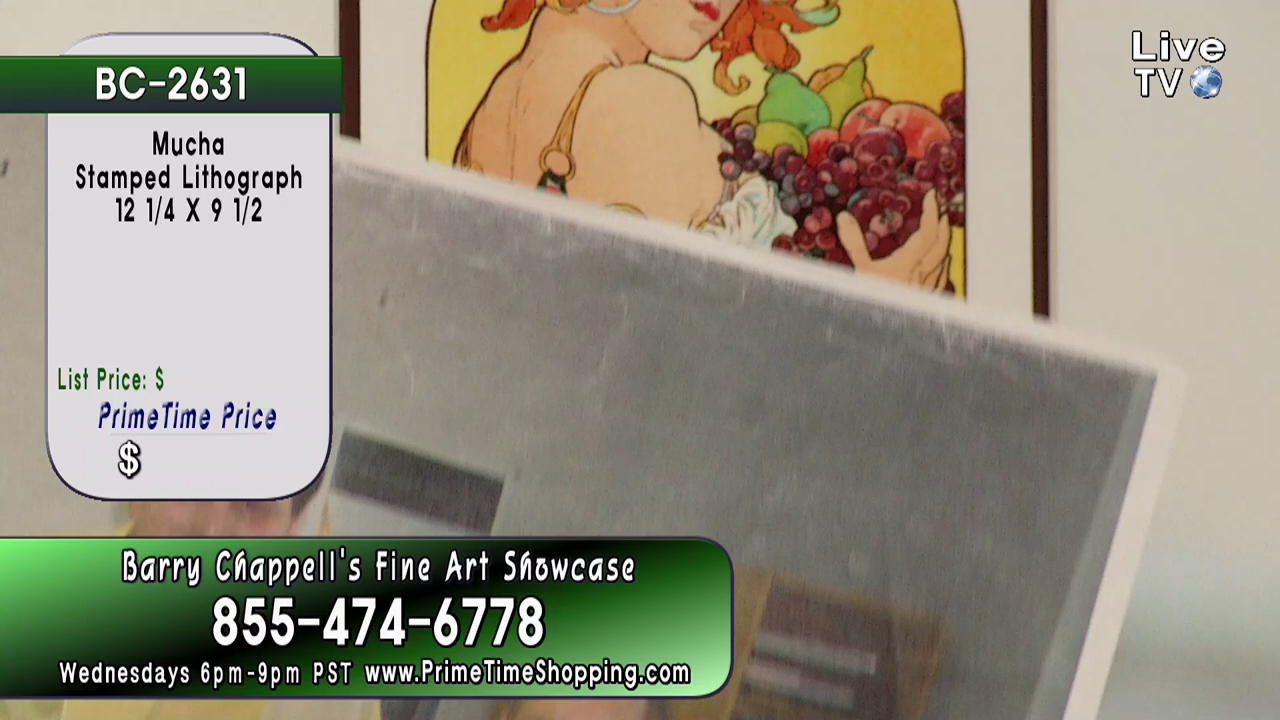 Live
TV
BC-2631
Mucha
Stamped Lithograph
12 1/4 X 9 1/2
List Price: $
PrimeTime Price
$
Barry Chappell's Fine Art Showcase
855-474-6778
Wednesdays 6pm-9pm PST www.PrimeTimeShopping.com